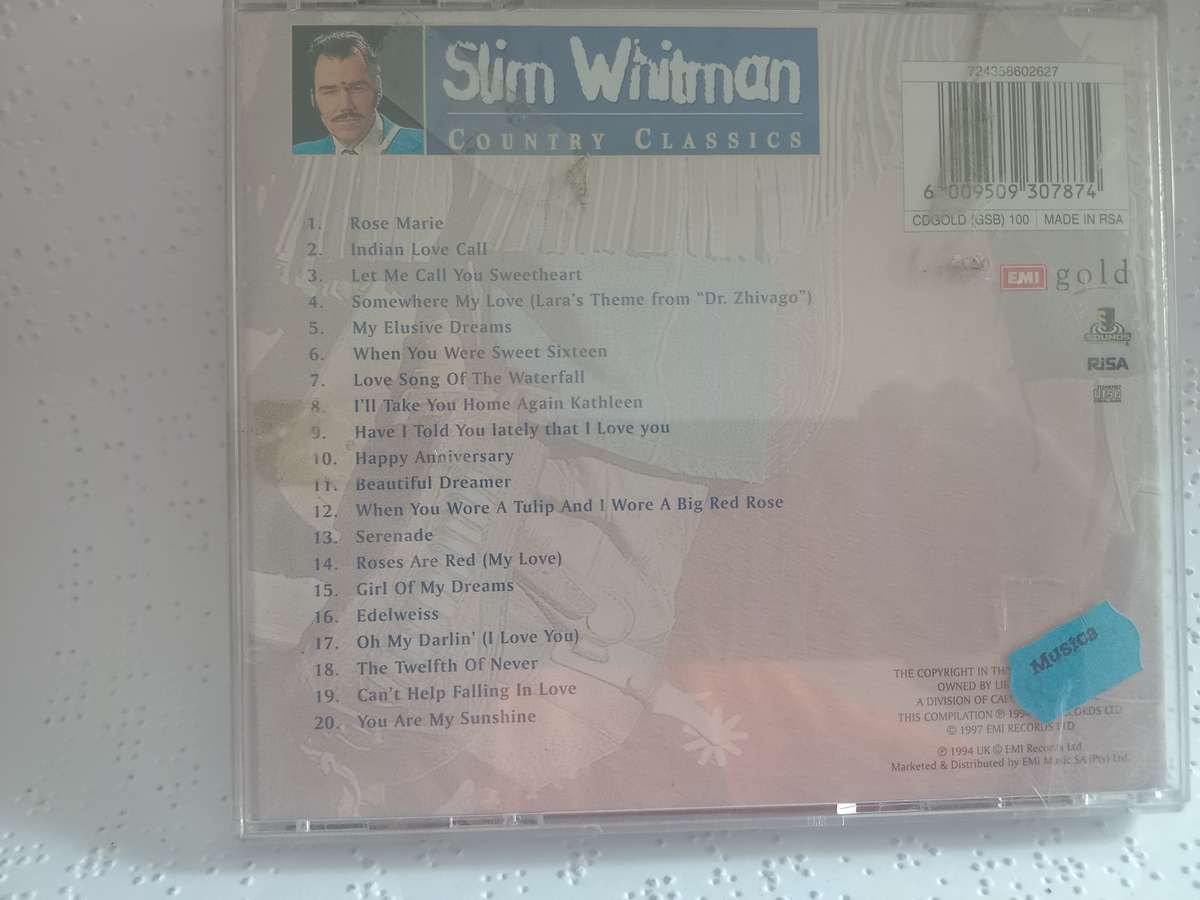 Slim Whitman
COUNTRY CLASSICS
724358602627
6 009509 307874
CDGOLD (GSB) 100 MADE IN RSA
EMI gold
SOUNDS
RiSA
DISC
1. Rose Marie
2. Indian Love Call
3. Let Me Call You Sweetheart
4. Somewhere My Love (Lara's Theme from "Dr. Zhivago")
5. My Elusive Dreams
6. When You Were Sweet Sixteen
7. Love Song Of The Waterfall
8. I'll Take You Home Again Kathleen
9. Have I Told You lately that I Love you
10. Happy Anniversary
11. Beautiful Dreamer
12. When You Wore A Tulip And I Wore A Big Red Rose
13. Serenade
14. Roses Are Red (My Love)
15. Girl Of My Dreams
16. Edelweiss
17. Oh My Darlin' (I Love You)
18. The Twelfth Of Never
19. Can't Help Falling In Love
20. You Are My Sunshine
Musica
THE COPYRIGHT IN
OWNED BY
A DIVISION OF
THIS COMPILATION ℗ 1994 LTD
© 1997 EMI RECORDS LTD
℗ 1994 UK © EMI Records Ltd.
Marketed & Distributed by EMI Music SA (Pty) Ltd.